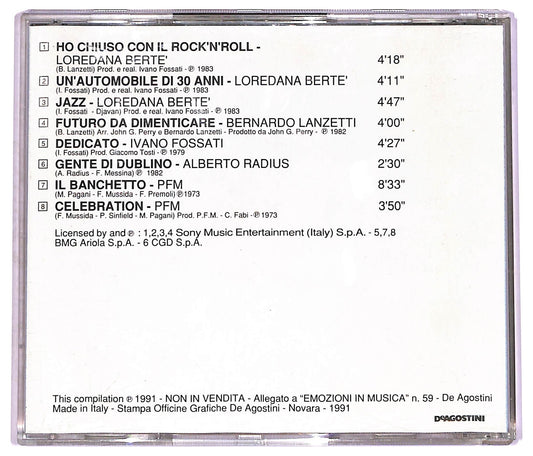 1 HO CHIUSO CON IL ROCK'N'ROLL -
LOREDANA BERTE' 4'18"
(B. Lanzetti) Prod. e real. Ivano Fossati - ℗ 1983
2 UN'AUTOMOBILE DI 30 ANNI - LOREDANA BERTE' 4'11"
(I. Fossati) Prod. e real. Ivano Fossati - ℗ 1983
3 JAZZ - LOREDANA BERTE' 4'47"
(I. Fossati - Djavan) Prod. e real. Ivano Fossati - ℗ 1983
4 FUTURO DA DIMENTICARE - BERNARDO LANZETTI 4'00"
(B. Lanzetti) Arr. John G. Perry e Bernardo Lanzetti - Prodotto da John G. Perry - ℗ 1982
5 DEDICATO - IVANO FOSSATI 4'27"
(I. Fossati) Prod. Giacomo Tosti - ℗ 1979
6 GENTE DI DUBLINO - ALBERTO RADIUS 2'30"
(A. Radius - F. Messina) ℗ 1982
7 IL BANCHETTO - PFM 8'33"
(M. Pagani - F. Mussida - F. Premoli) ℗ 1973
8 CELEBRATION - PFM 3'50"
(F. Mussida - P. Sinfield - M. Pagani) Prod. P.F.M. - C. Fabi - ℗ 1973
Licensed by and ℗ : 1,2,3,4 Sony Music Entertainment (Italy) S.p.A. - 5,7,8
BMG Ariola S.p.A. - 6 CGD S.p.A.
This compilation ℗ 1991 - NON IN VENDITA - Allegato a "EMOZIONI IN MUSICA" n. 59 - De Agostini
Made in Italy - Stampa Officine Grafiche De Agostini - Novara - 1991
DeAGOSTINI